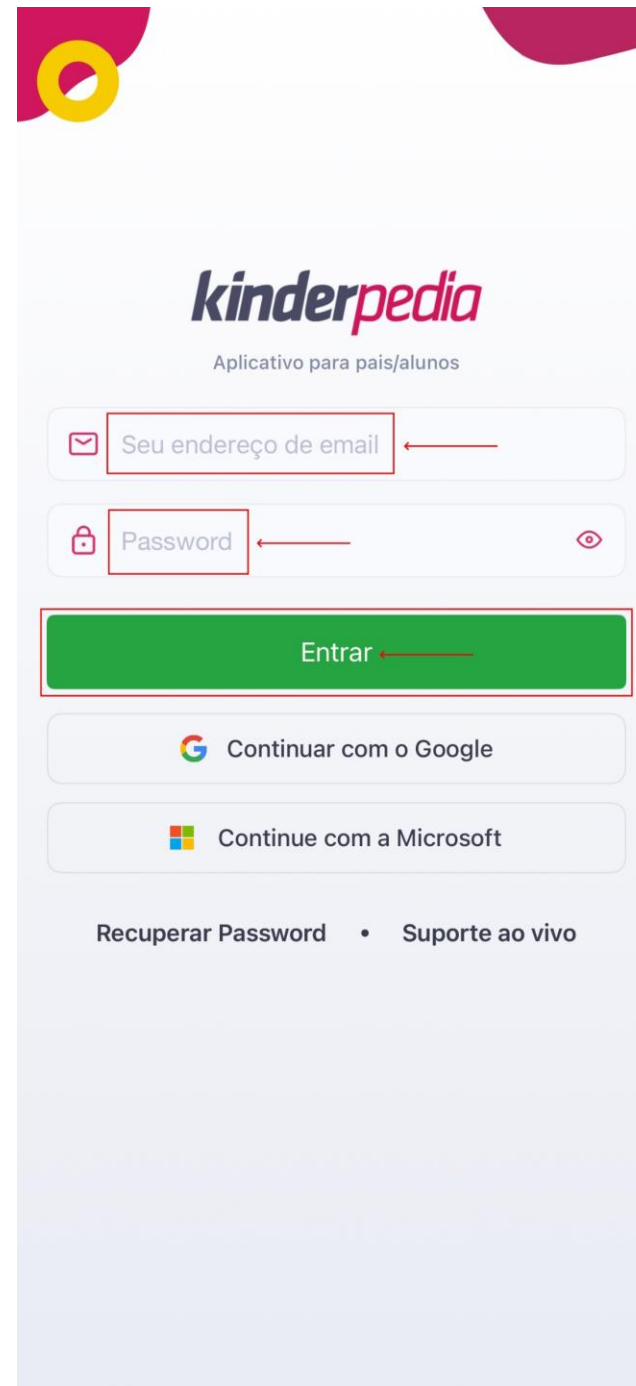 kinderpedia
Aplicativo para pais/alunos
Seu endereço de email
Password
Entrar
Continuar com o Google
Continue com a Microsoft
Recuperar Password • Suporte ao vivo